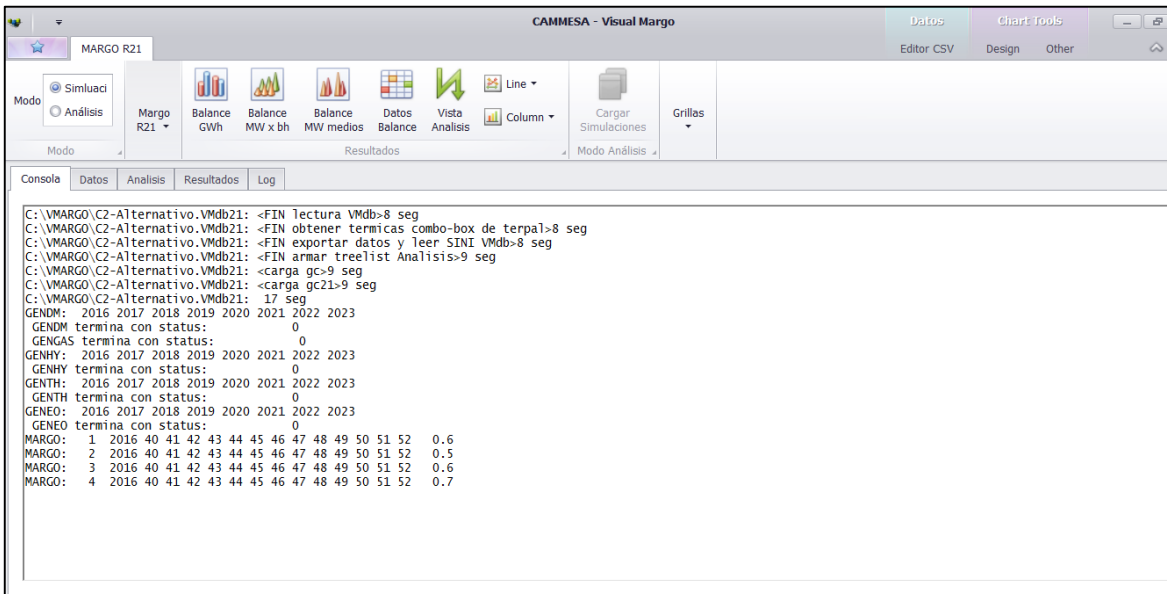 CAMMESA - Visual Margo
Datos
Chart Tools
MARGO R21
Editor CSV
Design
Other
Modo
Simluaci
Análisis
Margo
R21
Balance
GWh
Balance
MW x bh
Balance
MW medios
Datos
Balance
Vista
Analisis
Line
Column
Cargar
Simulaciones
Grillas
Modo
Resultados
Modo Análisis
Consola
Datos
Analisis
Resultados
Log
C:\VMARGO\C2-Alternativo.VMdb21: <FIN lectura VMdb>8 seg
C:\VMARGO\C2-Alternativo.VMdb21: <FIN obtener termicas combo-box de terpal>8 seg
C:\VMARGO\C2-Alternativo.VMdb21: <FIN exportar datos y leer SINI VMdb>8 seg
C:\VMARGO\C2-Alternativo.VMdb21: <FIN armar treelist Analisis>9 seg
C:\VMARGO\C2-Alternativo.VMdb21: <carga gc>9 seg
C:\VMARGO\C2-Alternativo.VMdb21: <carga gc21>9 seg
C:\VMARGO\C2-Alternativo.VMdb21:  17 seg
GENDM:  2016 2017 2018 2019 2020 2021 2022 2023
GENDM termina con status:           0
GENGAS termina con status:           0
GENHY:  2016 2017 2018 2019 2020 2021 2022 2023
GENHY termina con status:           0
GENTH:  2016 2017 2018 2019 2020 2021 2022 2023
GENTH termina con status:           0
GENEO:  2016 2017 2018 2019 2020 2021 2022 2023
GENEO termina con status:           0
MARGO:   1  2016 40 41 42 43 44 45 46 47 48 49 50 51 52   0.6
MARGO:   2  2016 40 41 42 43 44 45 46 47 48 49 50 51 52   0.5
MARGO:   3  2016 40 41 42 43 44 45 46 47 48 49 50 51 52   0.6
MARGO:   4  2016 40 41 42 43 44 45 46 47 48 49 50 51 52   0.7